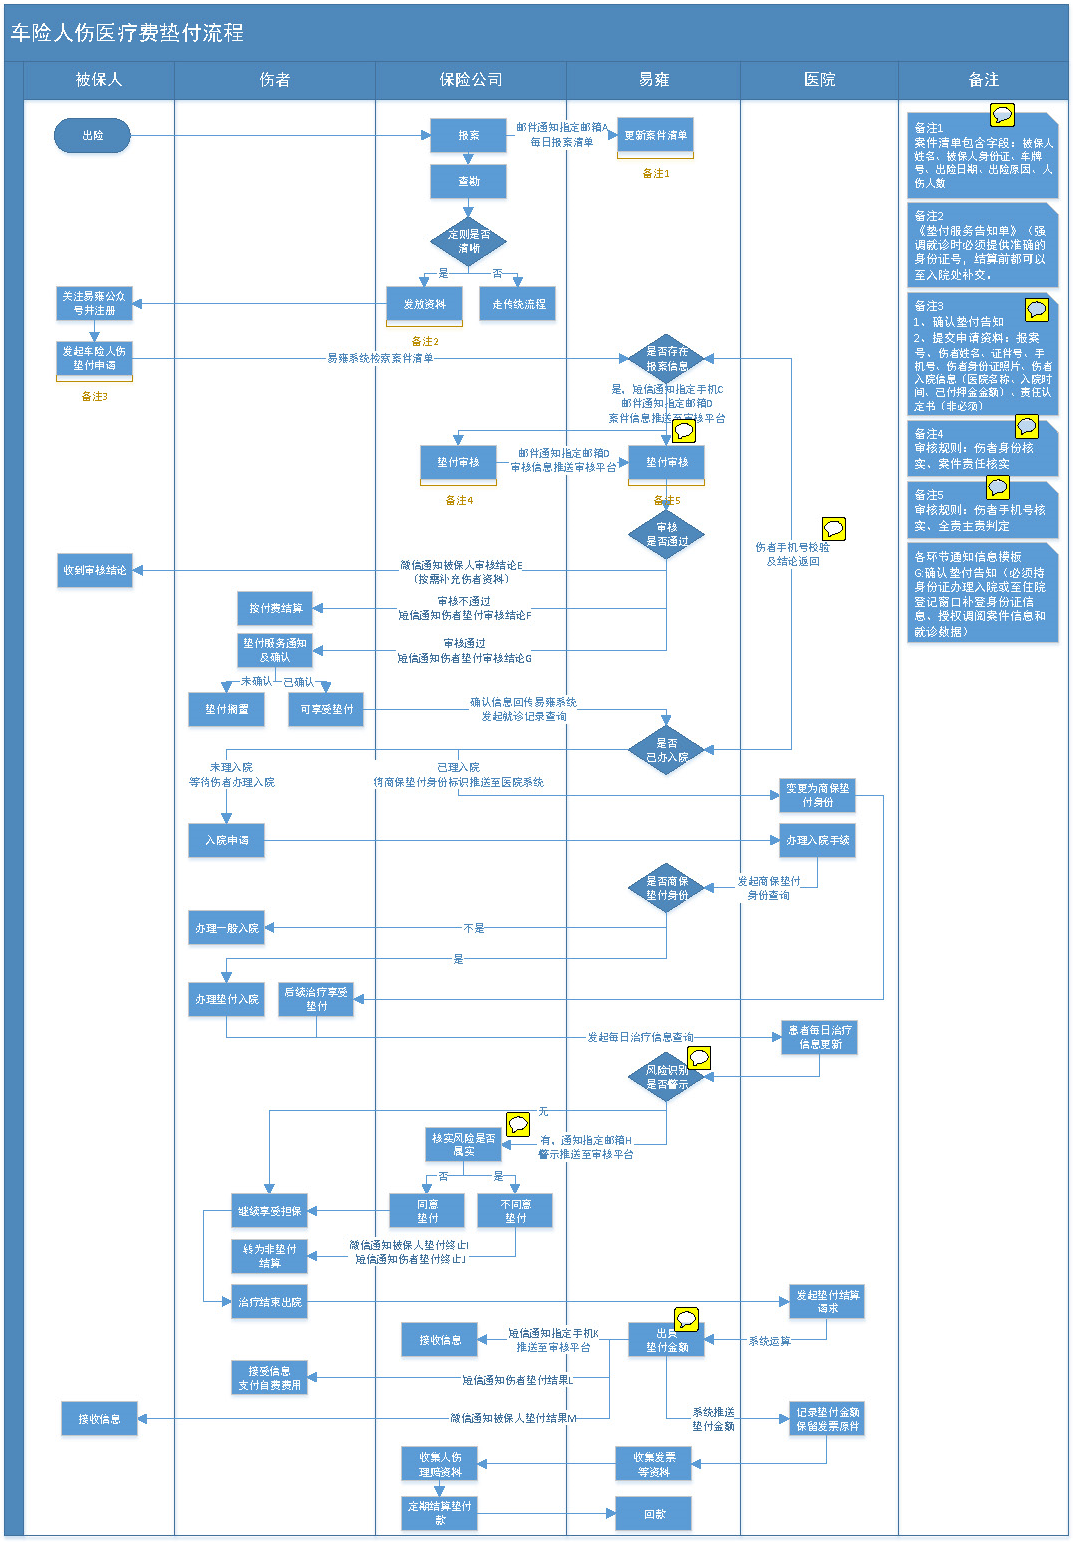 车险人伤医疗费垫付流程
被保人
伤者
保险公司
易雍
医院
备注
出险
报案
邮件通知指定邮箱A
每日报案清单
更新案件清单
备注1
查勘
定则是否
清晰
是
否
关注易雍公众
号并注册
发放资料
走传统流程
备注2
发起车险人伤
垫付申请
备注3
易雍系统检索案件清单
是否存在
报案信息
是，短信通知指定手机C
邮件通知指定邮箱D
案件信息推送至审核平台
垫付审核
邮件通知指定邮箱D
审核信息推送审核平台
垫付审核
备注4
备注5
审核
是否通过
伤者手机号校验
及结论返回
收到审核结论
微信通知被保人审核结论E
（按需补充伤者资料）
按付费结算
审核不通过
短信通知伤者垫付审核结论F
垫付服务通知
及确认
审核通过
短信通知伤者垫付审核结论G
未确认
已确认
垫付搁置
可享受垫付
确认信息回传易雍系统
发起就诊记录查询
是否
已办入院
未理入院
等待伤者办理入院
已理入院
将商保垫付身份标识推送至医院系统
变更为商保垫
付身份
入院申请
办理入院手续
是否商保
垫付身份
发起商保垫付
身份查询
办理一般入院
不是
是
办理垫付入院
后续治疗享受
垫付
发起每日治疗信息查询
患者每日治疗
信息更新
风险识别
是否警示
无
核实风险是否
属实
有，通知指定邮箱H
警示推送至审核平台
否
是
继续享受担保
同意
垫付
不同意
垫付
转为非垫付
结算
微信通知被保人垫付终止I
短信通知伤者垫付终止J
治疗结束出院
发起垫付结算
请求
接收信息
短信通知指定手机K
推送至审核平台
出具
垫付金额
系统运算
接受信息
支付自费费用
短信通知伤者垫付结果L
接收信息
微信通知被保人垫付结果M
系统推送
垫付金额
记录垫付金额
保留发票原件
收集人伤
理赔资料
收集发票
等资料
定期结算垫付
款
回款
备注1
案件清单包含字段：被保人
姓名、被保人身份证、车牌
号、出险日期、出险原因、人
伤人数
备注2
《垫付服务告知单》（强
调就诊时必须提供准确的
身份证号，结算前都可以
至入院处补交。
备注3
1、确认垫付告知
2、提交申请资料：报案
号、伤者姓名、证件号、手
机号、伤者身份证照片、伤者
入院信息（医院名称、入院时
间、已付押金金额）、责任认
定书（非必须）
备注4
审核规则：伤者身份核
实、案件责任核实
备注5
审核规则：伤者手机号核
实、全责主责判定
各环节通知信息模板
G:确认垫付告知（必须持
身份证办理入院或至住院
登记窗口补登身份证信
息、授权调阅案件信息和
就诊数据）